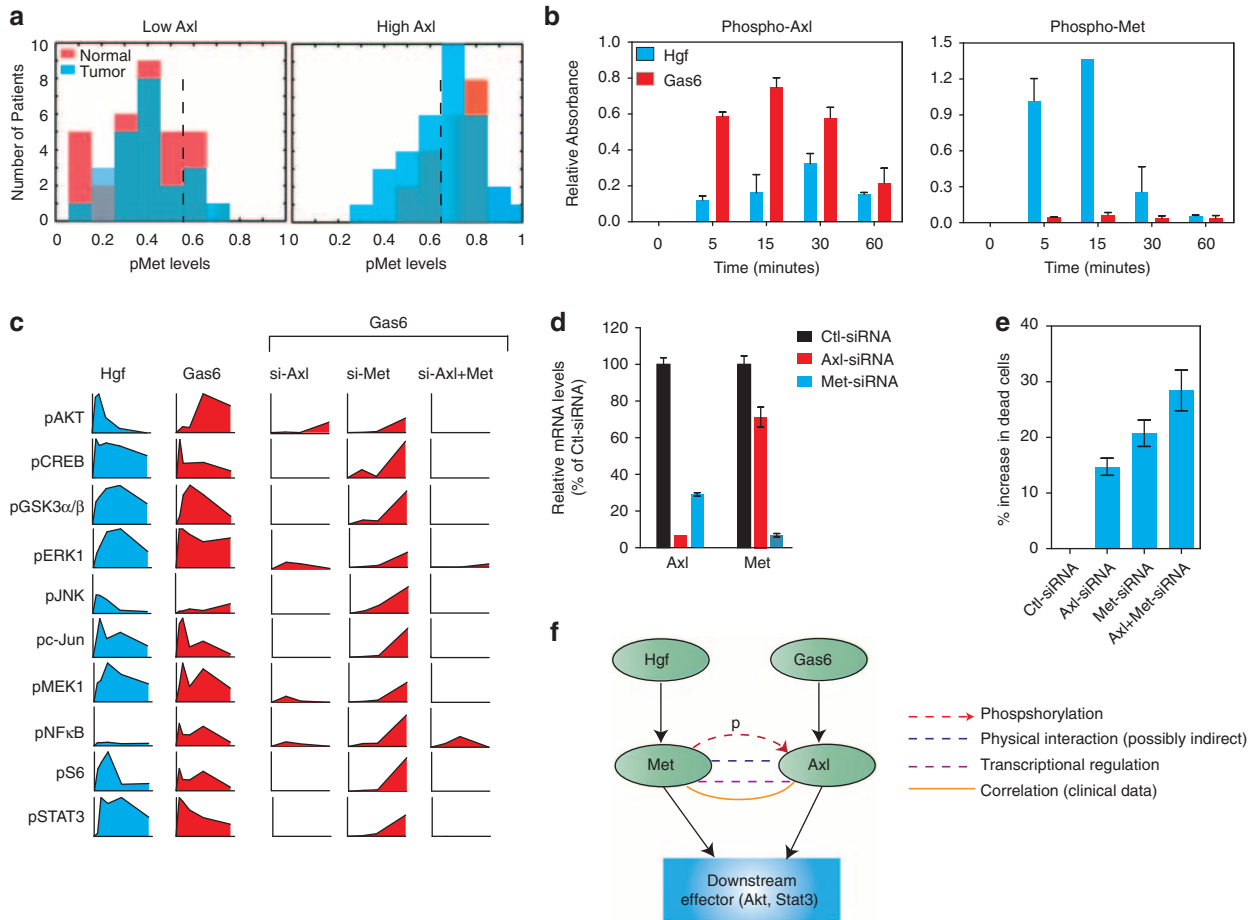 a
Low Axl
High Axl
Number of Patients
10
8
6
4
2
0
Normal
Tumor
0 0.2 0.4 0.6 0.8 1 0 0.2 0.4 0.6 0.8 1
pMet levels
pMet levels
b
Phospho-Axl
Phospho-Met
Relative Absorbance
1.0
0.8
0.6
0.4
0.2
0.0
Hgf
Gas6
0 5 15 30 60
Time (minutes)
1.5
1.2
0.9
0.6
0.3
0.0
0 5 15 30 60
Time (minutes)
c
Gas6
Hgf Gas6 si-Axl si-Met si-Axl+Met
pAKT
pCREB
pGSK3α/β
pERK1
pJNK
pc-Jun
pMEK1
pNFκB
pS6
pSTAT3
d
Relative mRNA levels
(% of Ctl-siRNA)
120
100
80
60
40
20
0
Axl Met
Ctl-siRNA
Axl-siRNA
Met-siRNA
e
% increase in dead cells
40
30
20
10
0
Ctl-siRNA
Axl-siRNA
Met-siRNA
Axl+Met-siRNA
f
Hgf
Gas6
p
Met
Axl
Downstream
effector (Akt, Stat3)
Phospshorylation
Physical interaction (possibly indirect)
Transcriptional regulation
Correlation (clinical data)